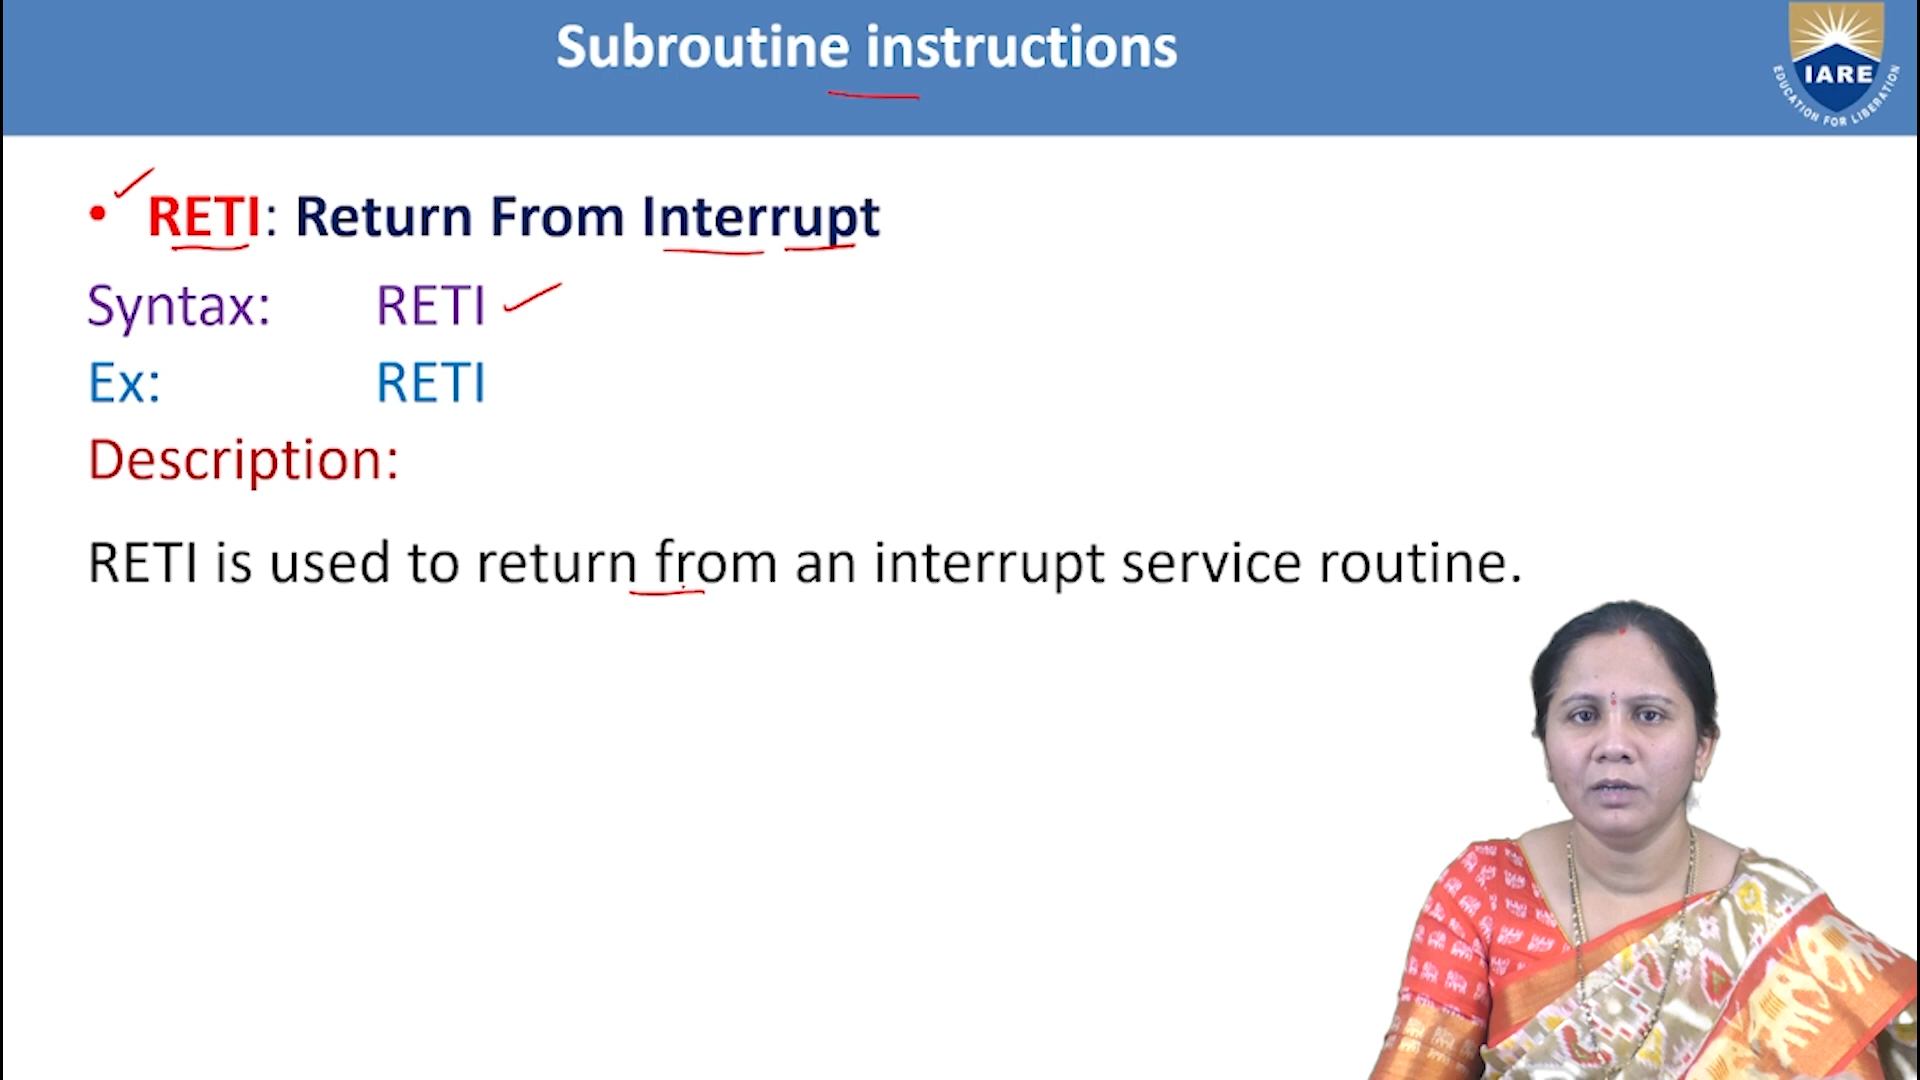 Subroutine instructions
IARE
EDUCATION FOR LIBERATION
• RETI: Return From Interrupt
Syntax: RETI
Ex: RETI
Description:
RETI is used to return from an interrupt service routine.